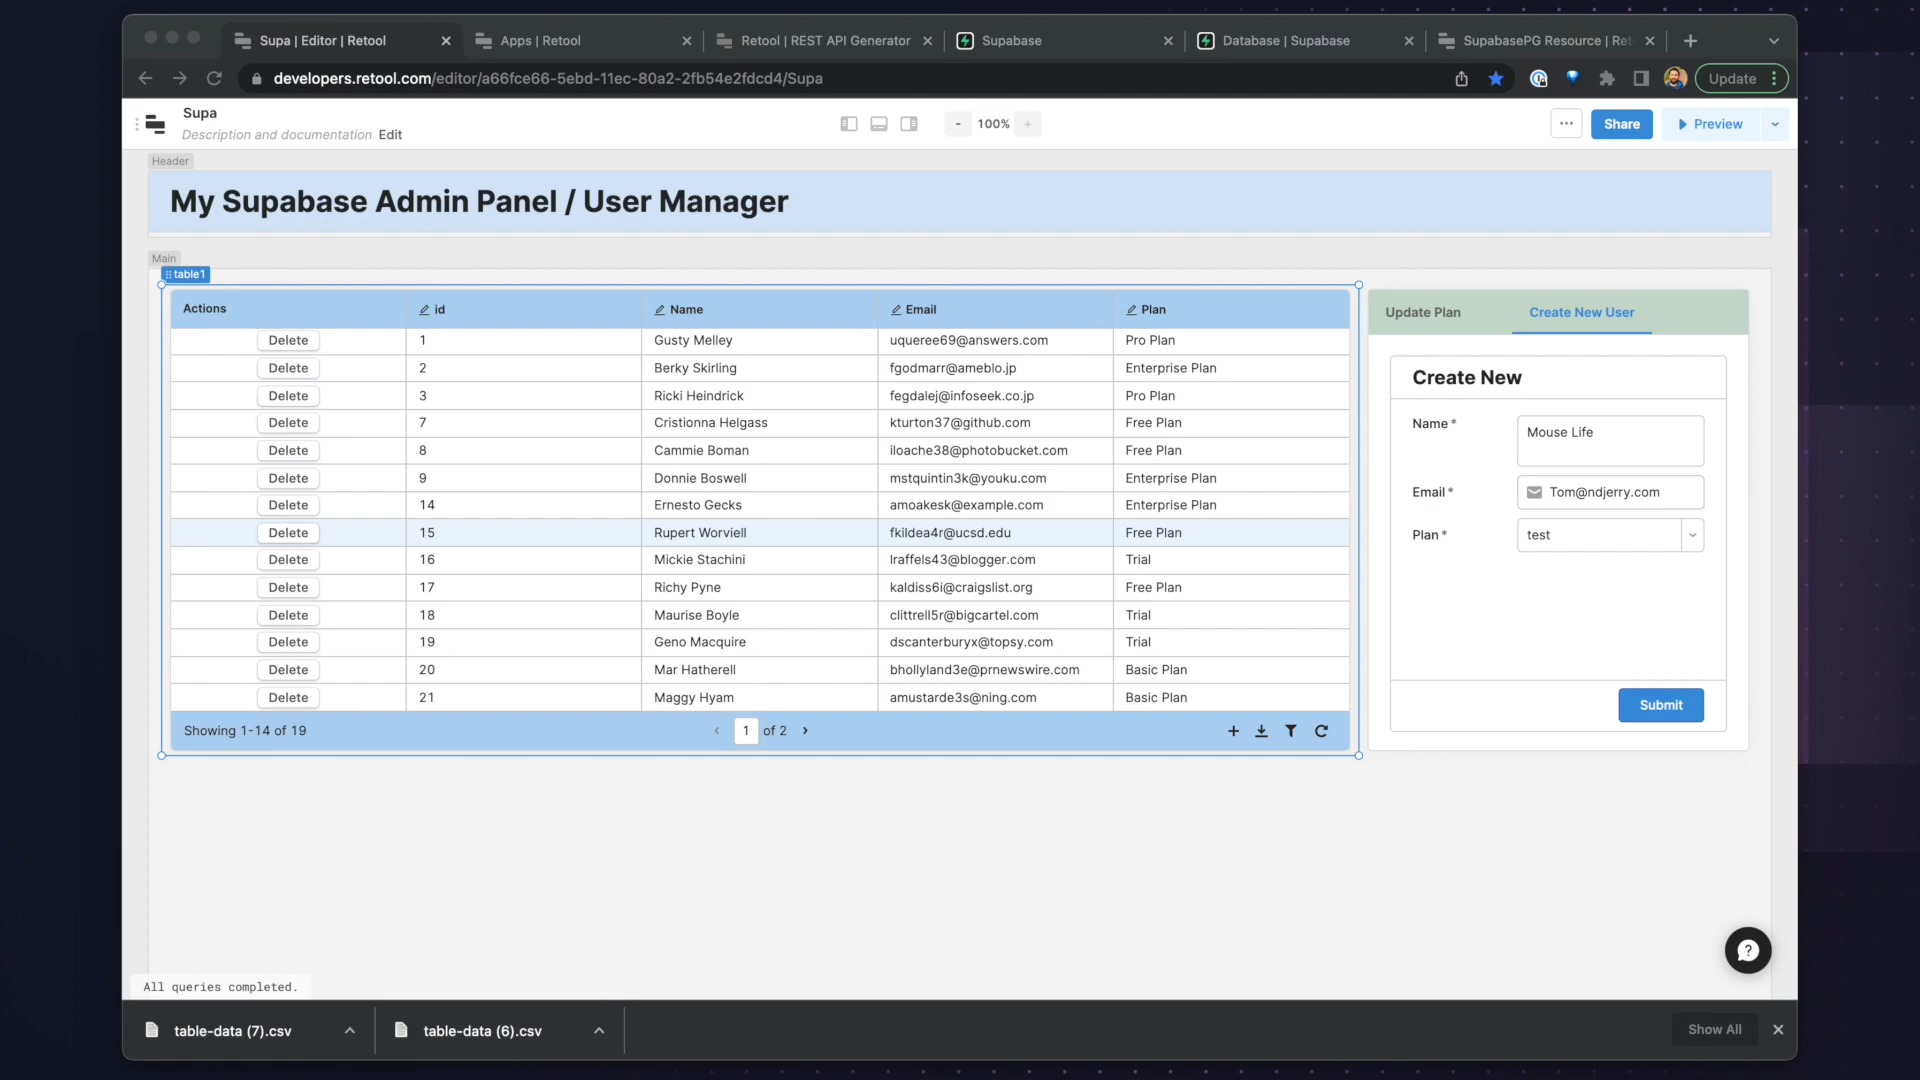 Supa | Editor | Retool
Apps | Retool
Retool | REST API Generator
Supabase
Database | Supabase
SupabasePG Resource | Ret
developers.retool.com/editor/a66fce66-5ebd-11ec-80a2-2fb54e2fdcd4/Supa
Update
Supa
Description and documentation Edit
- 100% +
Share
Preview
Header
My Supabase Admin Panel / User Manager
Main
table1
Actions id Name Email Plan
Delete 1 Gusty Melley uqueree69@answers.com Pro Plan
Delete 2 Berky Skirling fgodmarr@ameblo.jp Enterprise Plan
Delete 3 Ricki Heindrick fegdalej@infoseek.co.jp Pro Plan
Delete 7 Cristionna Helgass kturton37@github.com Free Plan
Delete 8 Cammie Boman iloache38@photobucket.com Free Plan
Delete 9 Donnie Boswell mstquintin3k@youku.com Enterprise Plan
Delete 14 Ernesto Gecks amoakesk@example.com Enterprise Plan
Delete 15 Rupert Worviell fkildea4r@ucsd.edu Free Plan
Delete 16 Mickie Stachini lraffels43@blogger.com Trial
Delete 17 Richy Pyne kaldiss6i@craigslist.org Free Plan
Delete 18 Maurise Boyle clittrell5r@bigcartel.com Trial
Delete 19 Geno Macquire dscanterburyx@topsy.com Trial
Delete 20 Mar Hatherell bhollyland3e@prnewswire.com Basic Plan
Delete 21 Maggy Hyam amustarde3s@ning.com Basic Plan
Showing 1-14 of 19
1 of 2
Update Plan
Create New User
Create New
Name * Mouse Life
Email * Tom@ndjerry.com
Plan * test
Submit
All queries completed.
table-data (7).csv
table-data (6).csv
Show All